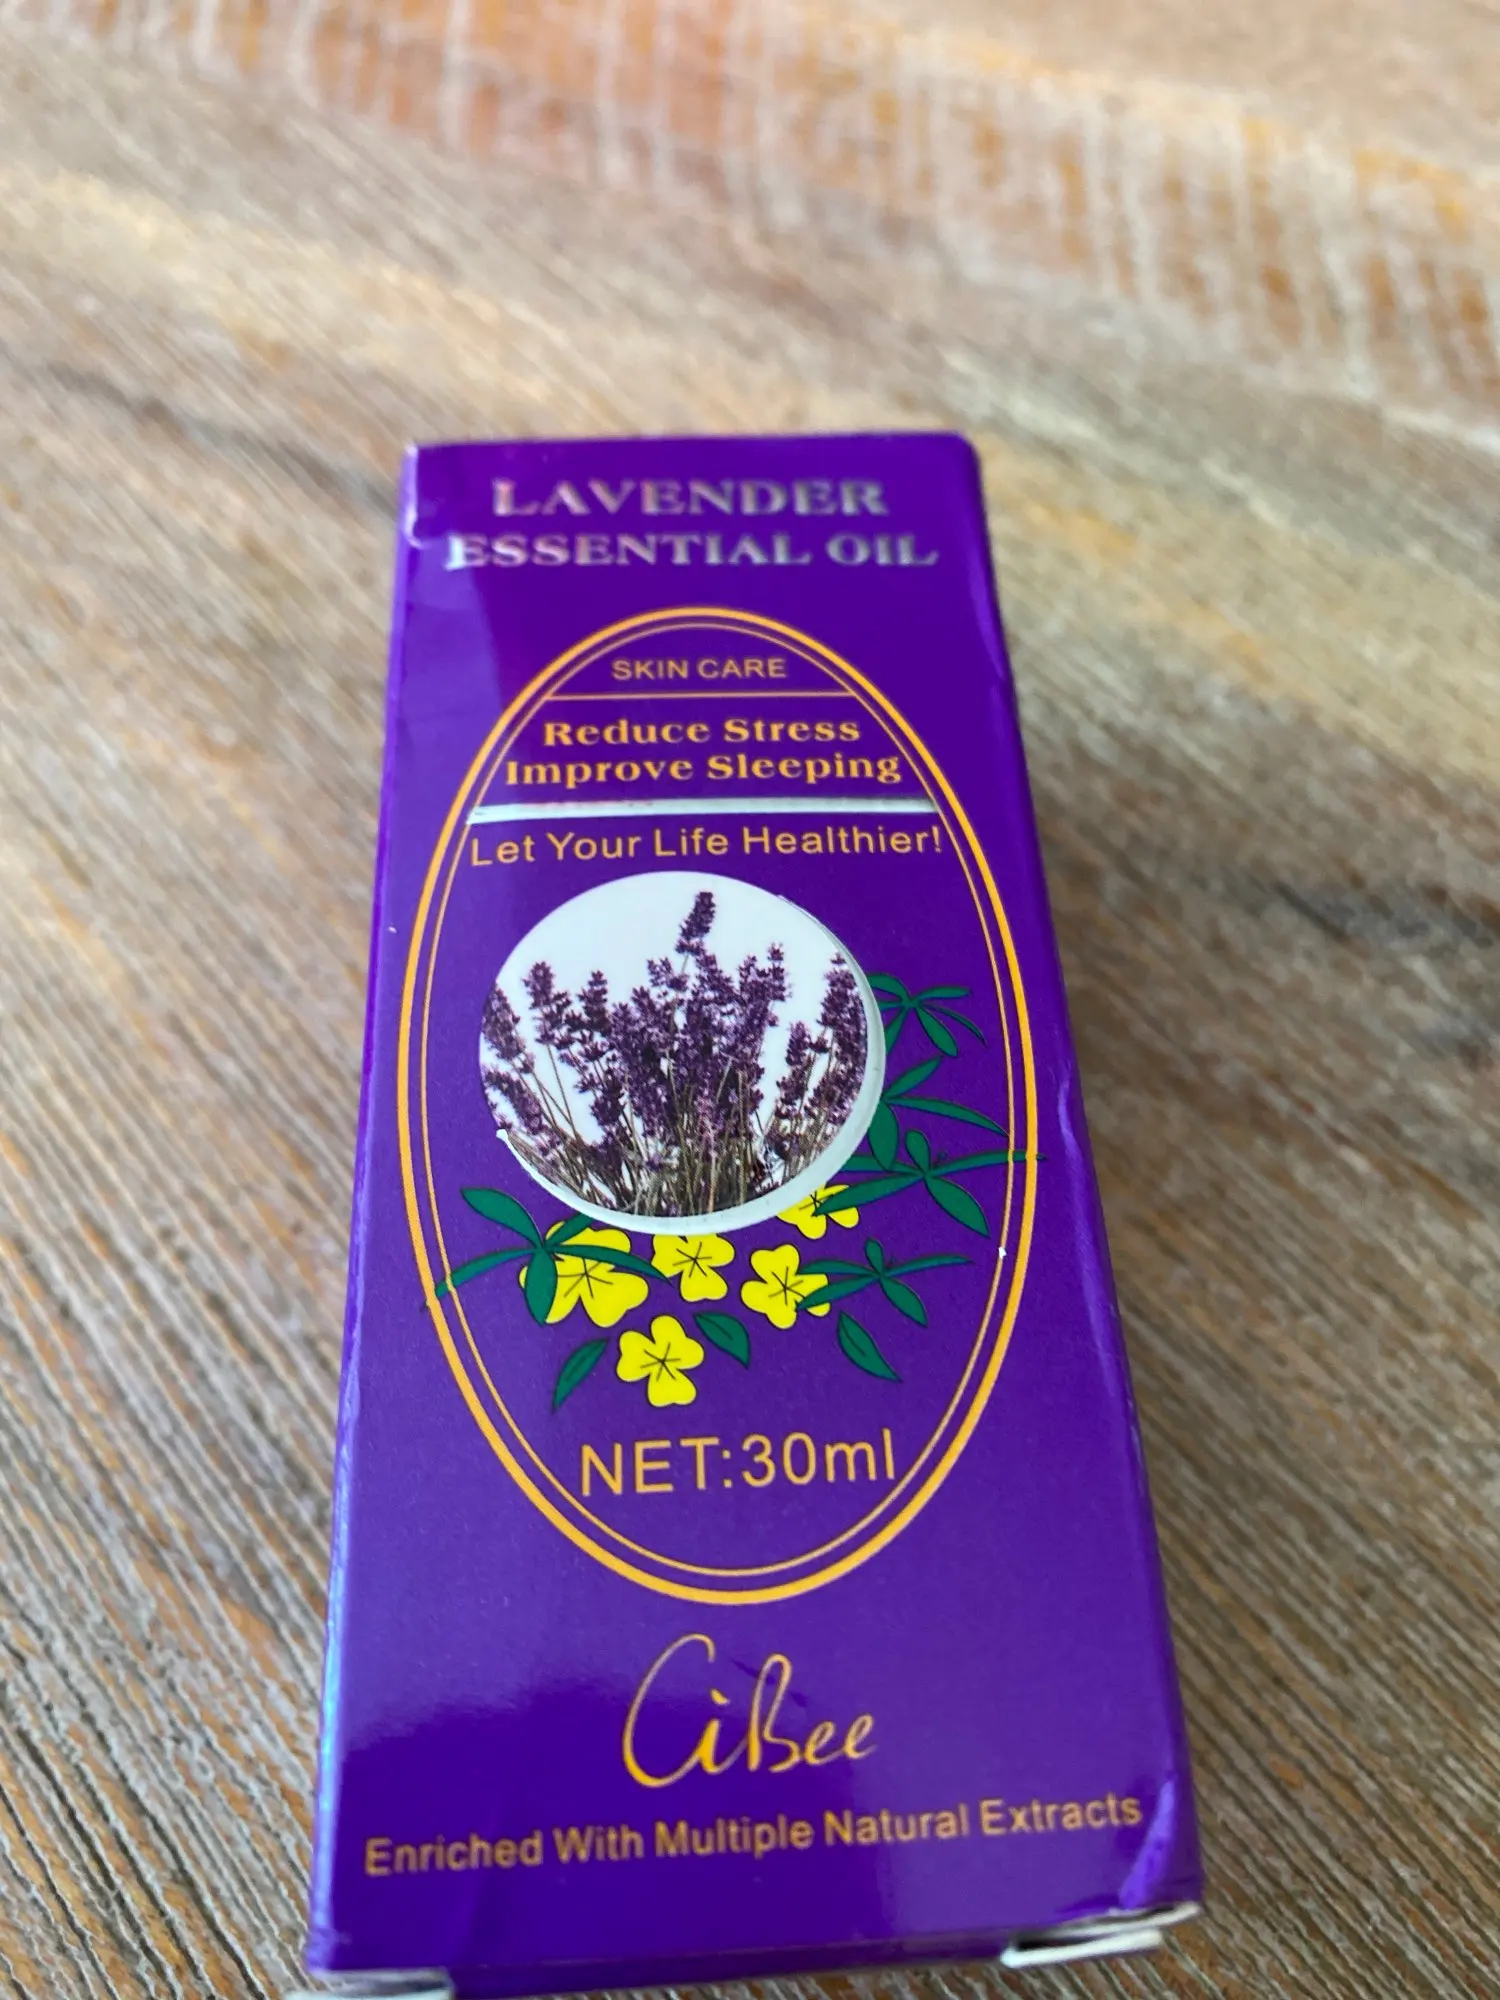 LAVENDER
ESSENTIAL OIL
SKIN CARE
Reduce Stress
Improve Sleeping
Let Your Life Healthier!
NET:30ml
CiBee
Enriched With Multiple Natural Extracts